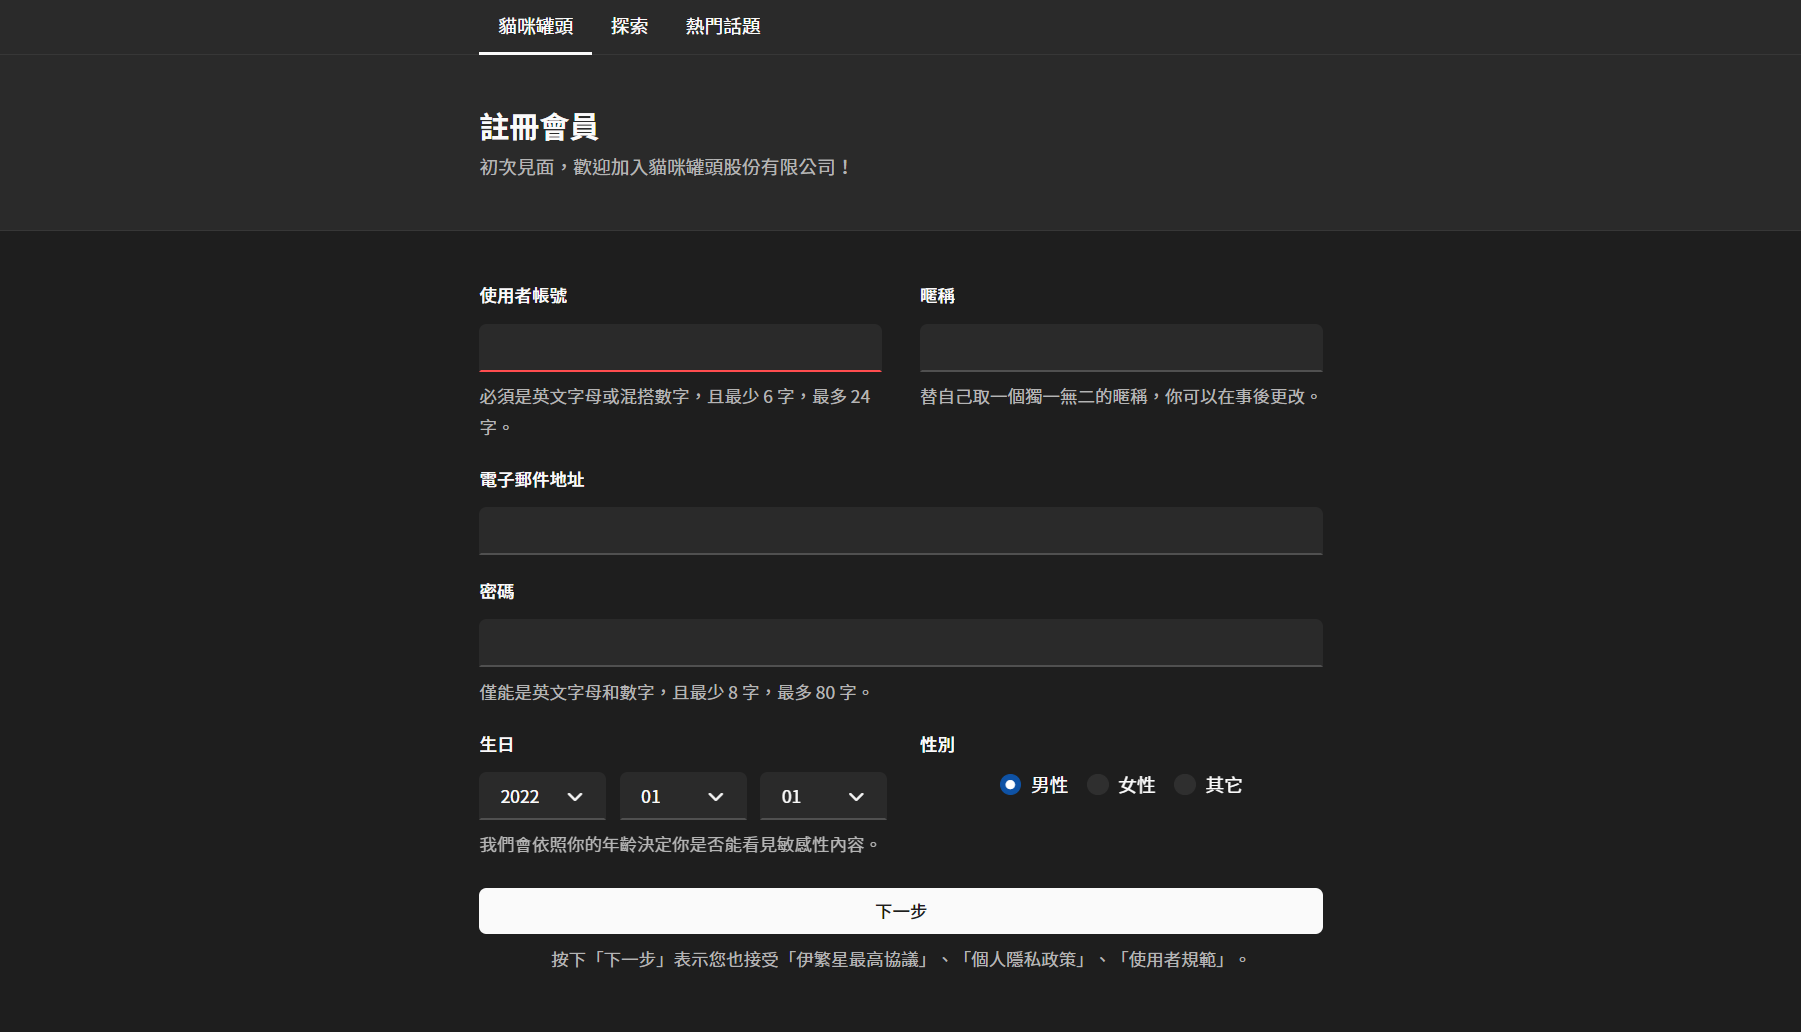 貓咪罐頭 探索 熱門話題
註冊會員
初次見面，歡迎加入貓咪罐頭股份有限公司！
使用者帳號 暱稱
必須是英文字母或混搭數字，且最少 6 字，最多 24
字。
替自己取一個獨一無二的暱稱，你可以在事後更改。
電子郵件地址
密碼
僅能是英文字母和數字，且最少 8 字，最多 80 字。
生日 性別
2022 01 01 男性 女性 其它
我們會依照你的年齡決定你是否能看見敏感性內容。
下一步
按下「下一步」表示您也接受「伊繁星最高協議」、「個人隱私政策」、「使用者規範」。